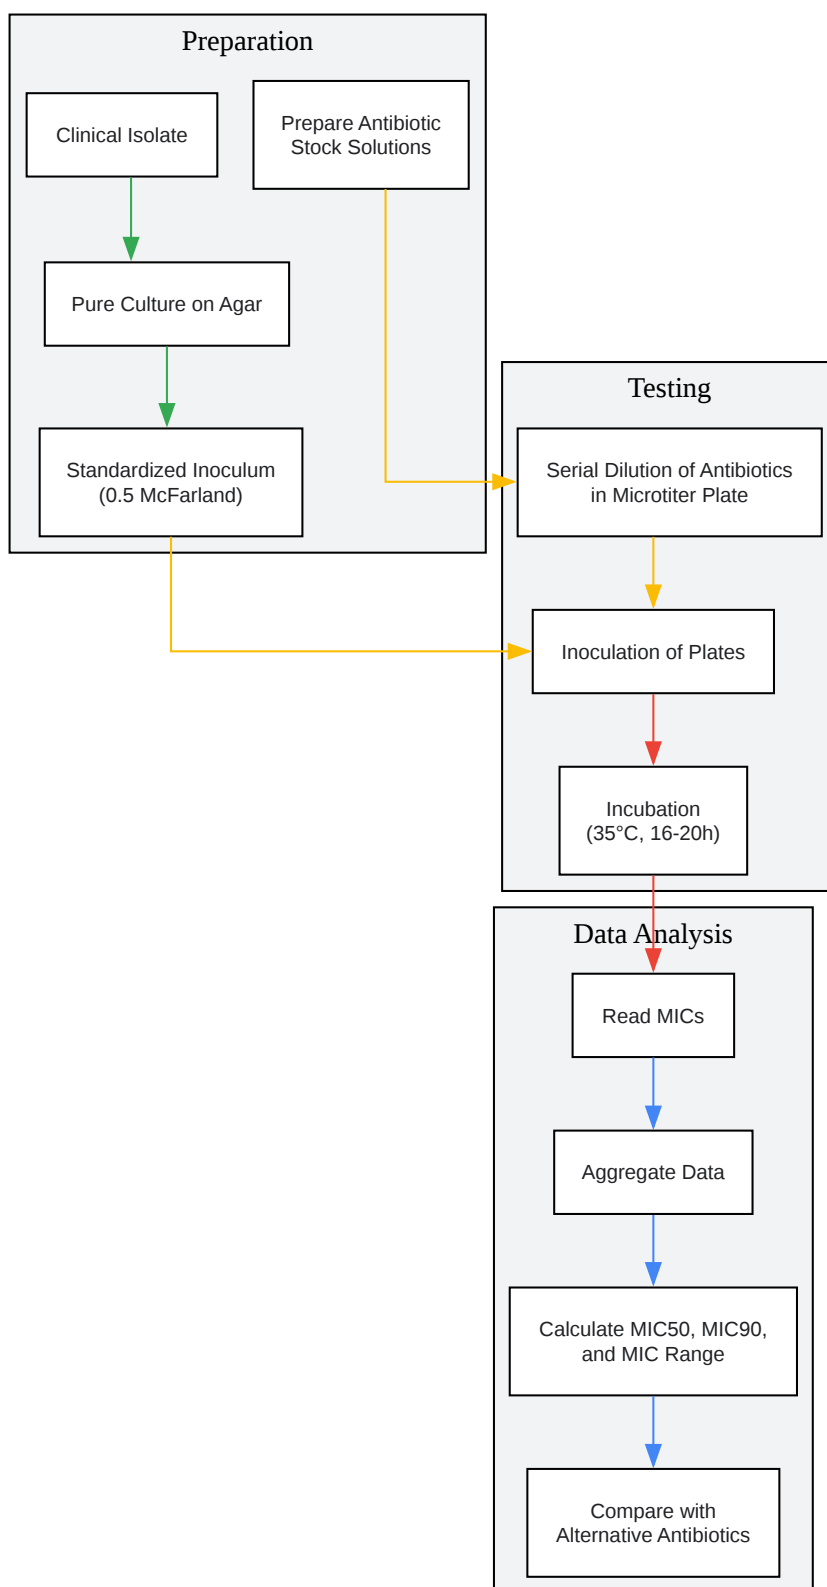 Preparation
Clinical Isolate
Prepare Antibiotic
Stock Solutions
Pure Culture on Agar
Standardized Inoculum
(0.5 McFarland)
Testing
Serial Dilution of Antibiotics
in Microtiter Plate
Inoculation of Plates
Incubation
(35°C, 16-20h)
Data Analysis
Read MICs
Aggregate Data
Calculate MIC50, MIC90,
and MIC Range
Compare with
Alternative Antibiotics